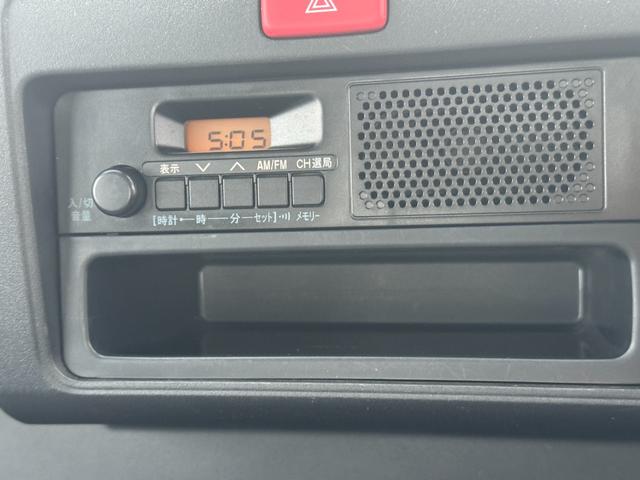 5:05
表示 ∨ ∧ AM/FM CH選局
入/切
音量
[時計•─時──分─セット]•))) メモリー